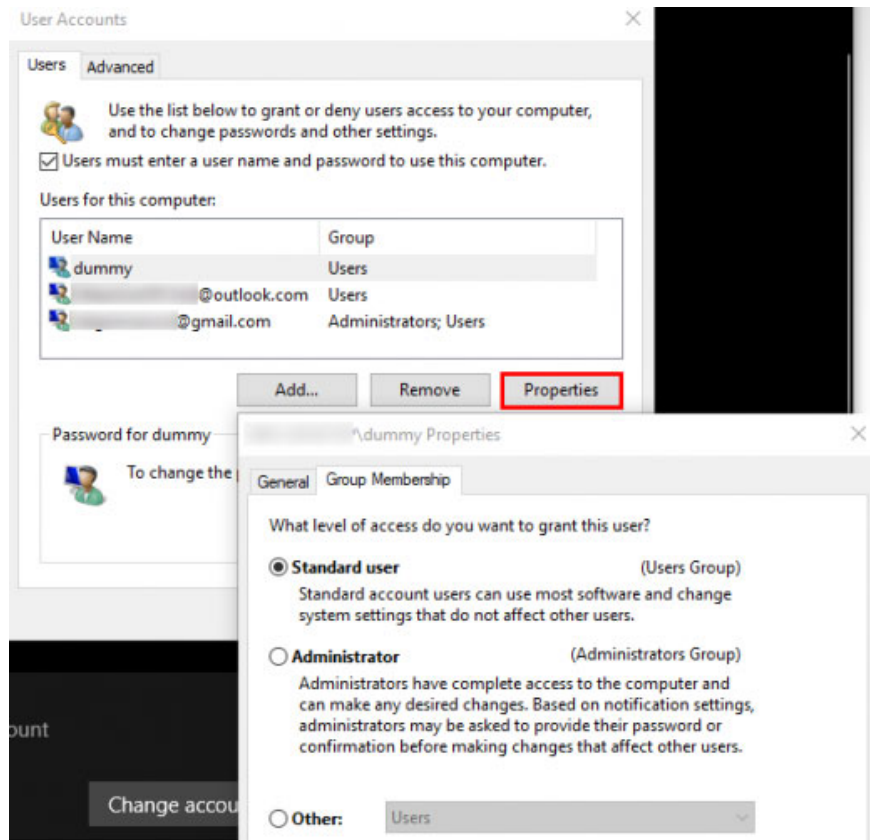 User Accounts
Users
Advanced
Use the list below to grant or deny users access to your computer,
and to change passwords and other settings.
Users must enter a user name and password to use this computer.
Users for this computer:
User Name
Group
dummy
Users
@outlook.com
Users
@gmail.com
Administrators; Users
Add...
Remove
Properties
Password for dummy
To change the
\dummy Properties
General
Group Membership
What level of access do you want to grant this user?
Standard user
(Users Group)
Standard account users can use most software and change
system settings that do not affect other users.
Administrator
(Administrators Group)
Administrators have complete access to the computer and
can make any desired changes. Based on notification settings,
administrators may be asked to provide their password or
confirmation before making changes that affect other users.
Other:
Users
ount
Change accou